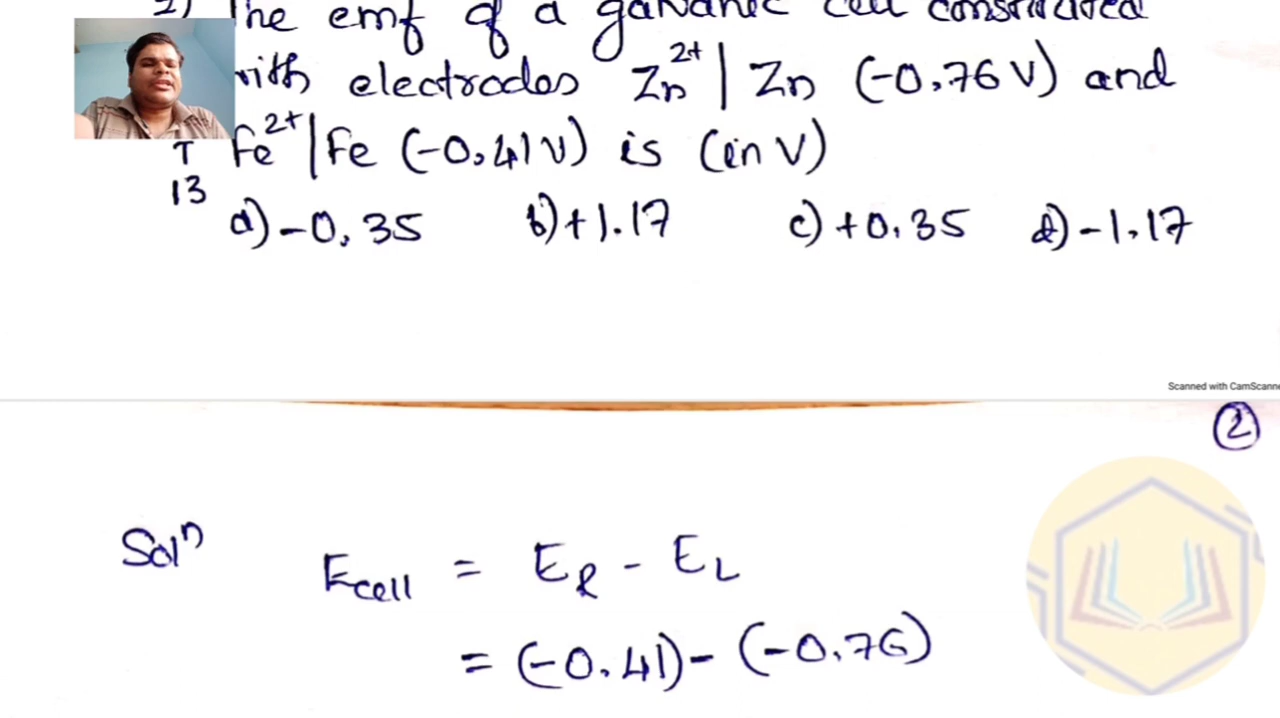 The emf of a galvanic cell constructed
with electrodes Zn²⁺ | Zn (-0.76 V) and
Fe²⁺ | Fe (-0.41 V) is (in V)
T
13
a) -0.35 b) +1.17 c) +0.35 d) -1.17
Scanned with CamScanne
2
Solⁿ
Ecell = ER - EL
= (-0.41) - (-0.76)